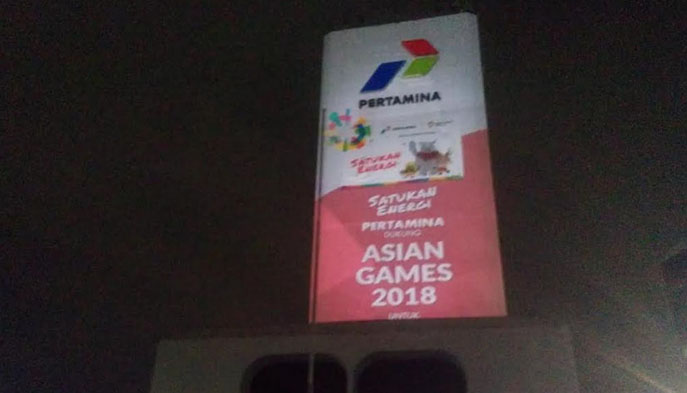 PERTAMINA
SATUKAN
ENERGI
SATUKAN
ENERGI
PERTAMINA
DUKUNG
ASIAN
GAMES
2018
UNTUK